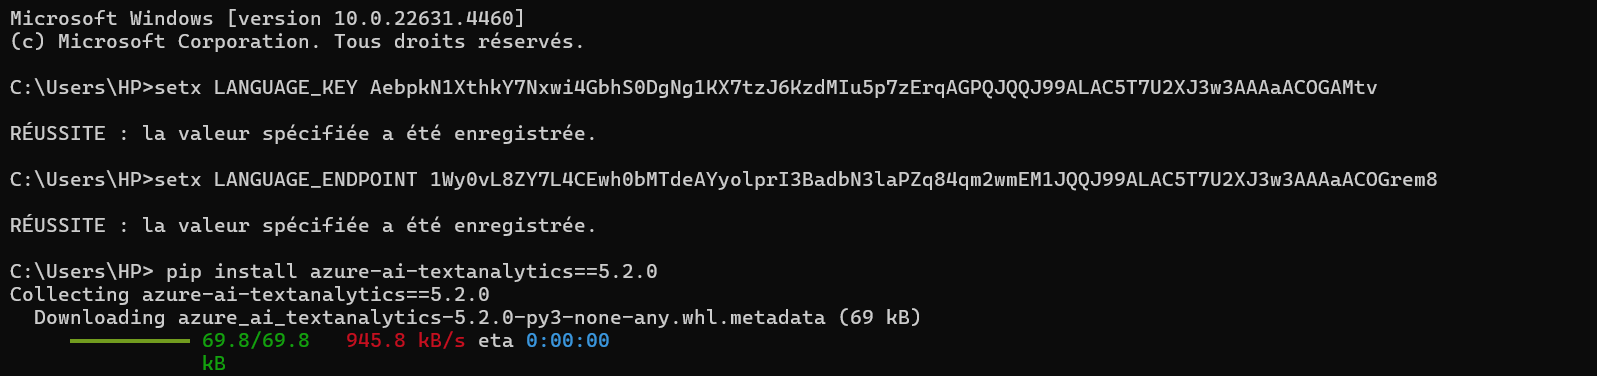 Microsoft Windows [version 10.0.22631.4460]
(c) Microsoft Corporation. Tous droits réservés.
C:\Users\HP>setx LANGUAGE_KEY AebpkN1XthkY7Nxwi4GbhS0DgNg1KX7tzJ6KzdMIu5p7zErqAGPQJQQJ99ALAC5T7U2XJ3w3AAAaACOGAMtv
RÉUSSITE : la valeur spécifiée a été enregistrée.
C:\Users\HP>setx LANGUAGE_ENDPOINT 1Wy0vL8ZY7L4CEwh0bMTdeAYyolprI3BadbN3laPZq84qm2wmEM1JQQJ99ALAC5T7U2XJ3w3AAAaACOGrem8
RÉUSSITE : la valeur spécifiée a été enregistrée.
C:\Users\HP> pip install azure-ai-textanalytics==5.2.0
Collecting azure-ai-textanalytics==5.2.0
Downloading azure_ai_textanalytics-5.2.0-py3-none-any.whl.metadata (69 kB)
69.8/69.8 945.8 kB/s eta 0:00:00
kB